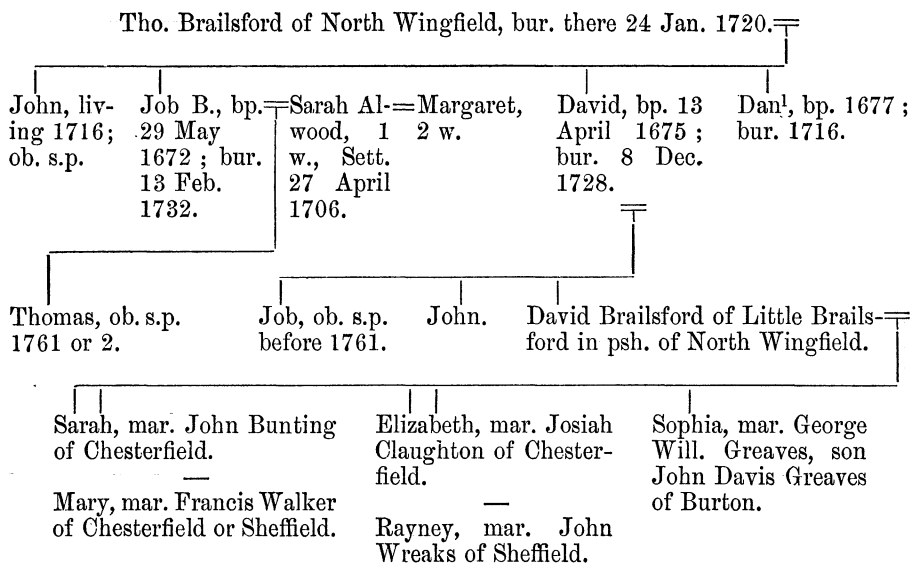 Tho. Brailsford of North Wingfield, bur. there 24 Jan. 1720.=
John, liv-
ing 1716;
ob. s.p.
Job B., bp.=
29 May
1672; bur.
13 Feb.
1732.
Sarah Al-=
wood, 1
w., Sett.
27 April
1706.
Margaret,
2 w.
David, bp. 13
April 1675;
bur. 8 Dec.
1728.
=
Danl, bp. 1677;
bur. 1716.
Thomas, ob. s.p.
1761 or 2.
Job, ob. s.p.
before 1761.
John.
David Brailsford of Little Brails-=
ford in psh. of North Wingfield.
Sarah, mar. John Bunting
of Chesterfield.
—
Mary, mar. Francis Walker
of Chesterfield or Sheffield.
Elizabeth, mar. Josiah
Claughton of Chester-
field.
—
Rayney, mar. John
Wreaks of Sheffield.
Sophia, mar. George
Will. Greaves, son
John Davis Greaves
of Burton.